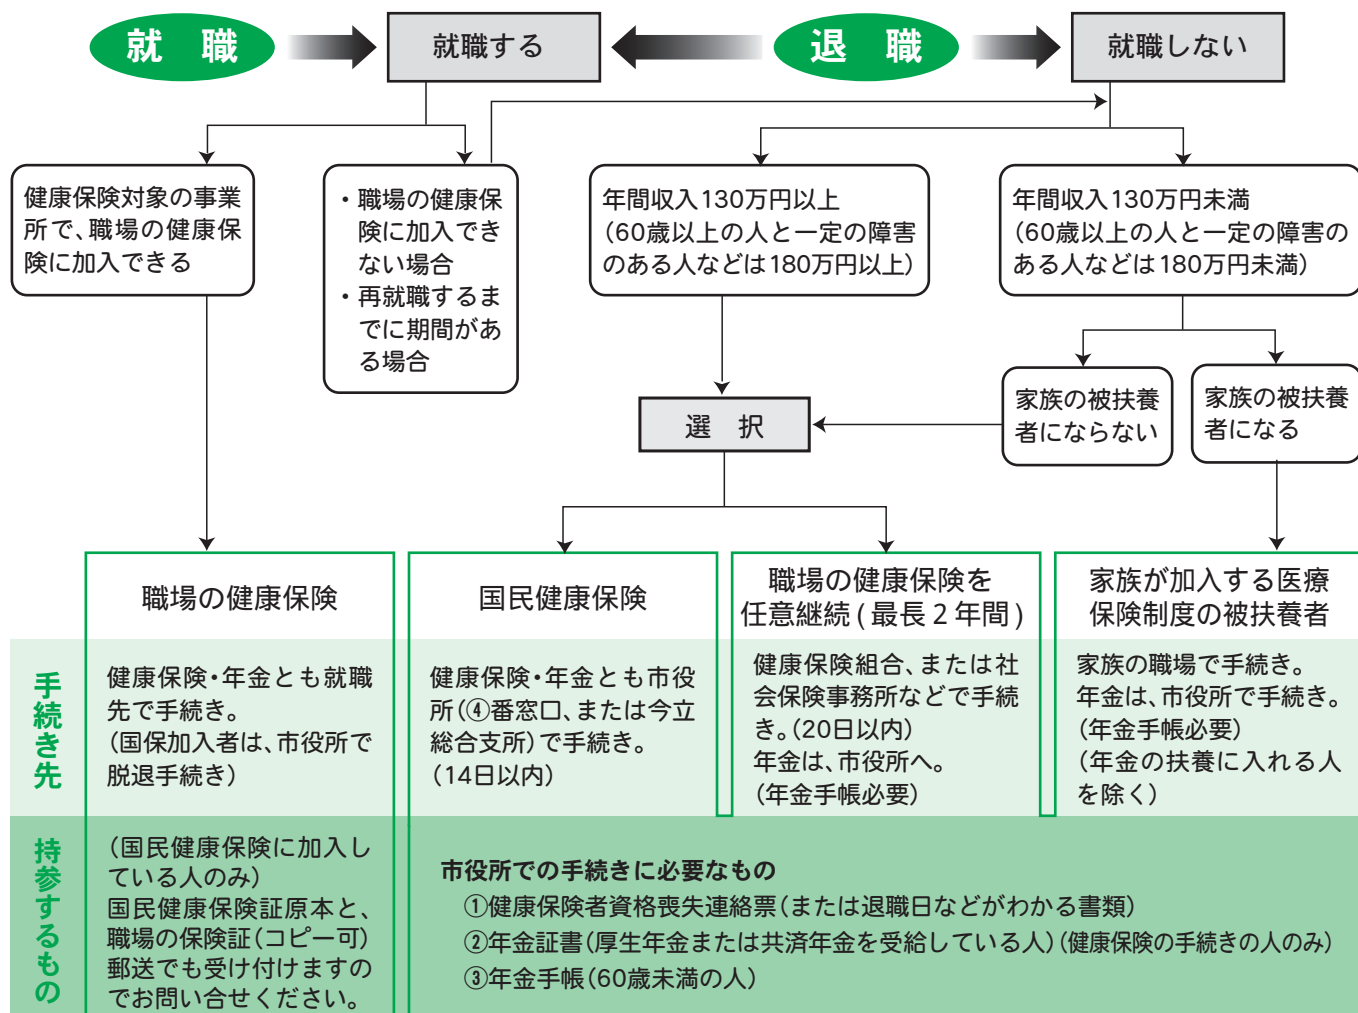 就　職
就職する
退　職
就職しない
健康保険対象の事業
所で、職場の健康保
険に加入できる
・職場の健康保
険に加入でき
ない場合
・再就職するま
でに期間があ
る場合
年間収入130万円以上
（60歳以上の人と一定の障害
のある人などは180万円以上）
年間収入130万円未満
（60歳以上の人と一定の障害の
ある人などは180万円未満）
選　択
家族の被扶養
者にならない
家族の被扶養
者になる
職場の健康保険
国民健康保険
職場の健康保険を
任意継続(最長２年間)
家族が加入する医療
保険制度の被扶養者
手続き先
健康保険・年金とも就職
先で手続き。
（国保加入者は、市役所で
脱退手続き）
健康保険・年金とも市役
所（④番窓口、または今立
総合支所）で手続き。
（14日以内）
健康保険組合、または社
会保険事務所などで手続
き。（20日以内）
年金は、市役所へ。
（年金手帳必要）
家族の職場で手続き。
年金は、市役所で手続き。
（年金手帳必要）
（年金の扶養に入れる人
を除く）
持参するもの
（国民健康保険に加入し
ている人のみ）
国民健康保険証原本と、
職場の保険証（コピー可）
郵送でも受け付けますの
でお問い合せください。
市役所での手続きに必要なもの
①健康保険者資格喪失連絡票（または退職日などがわかる書類）
②年金証書（厚生年金または共済年金を受給している人）（健康保険の手続きの人のみ）
③年金手帳（60歳未満の人）